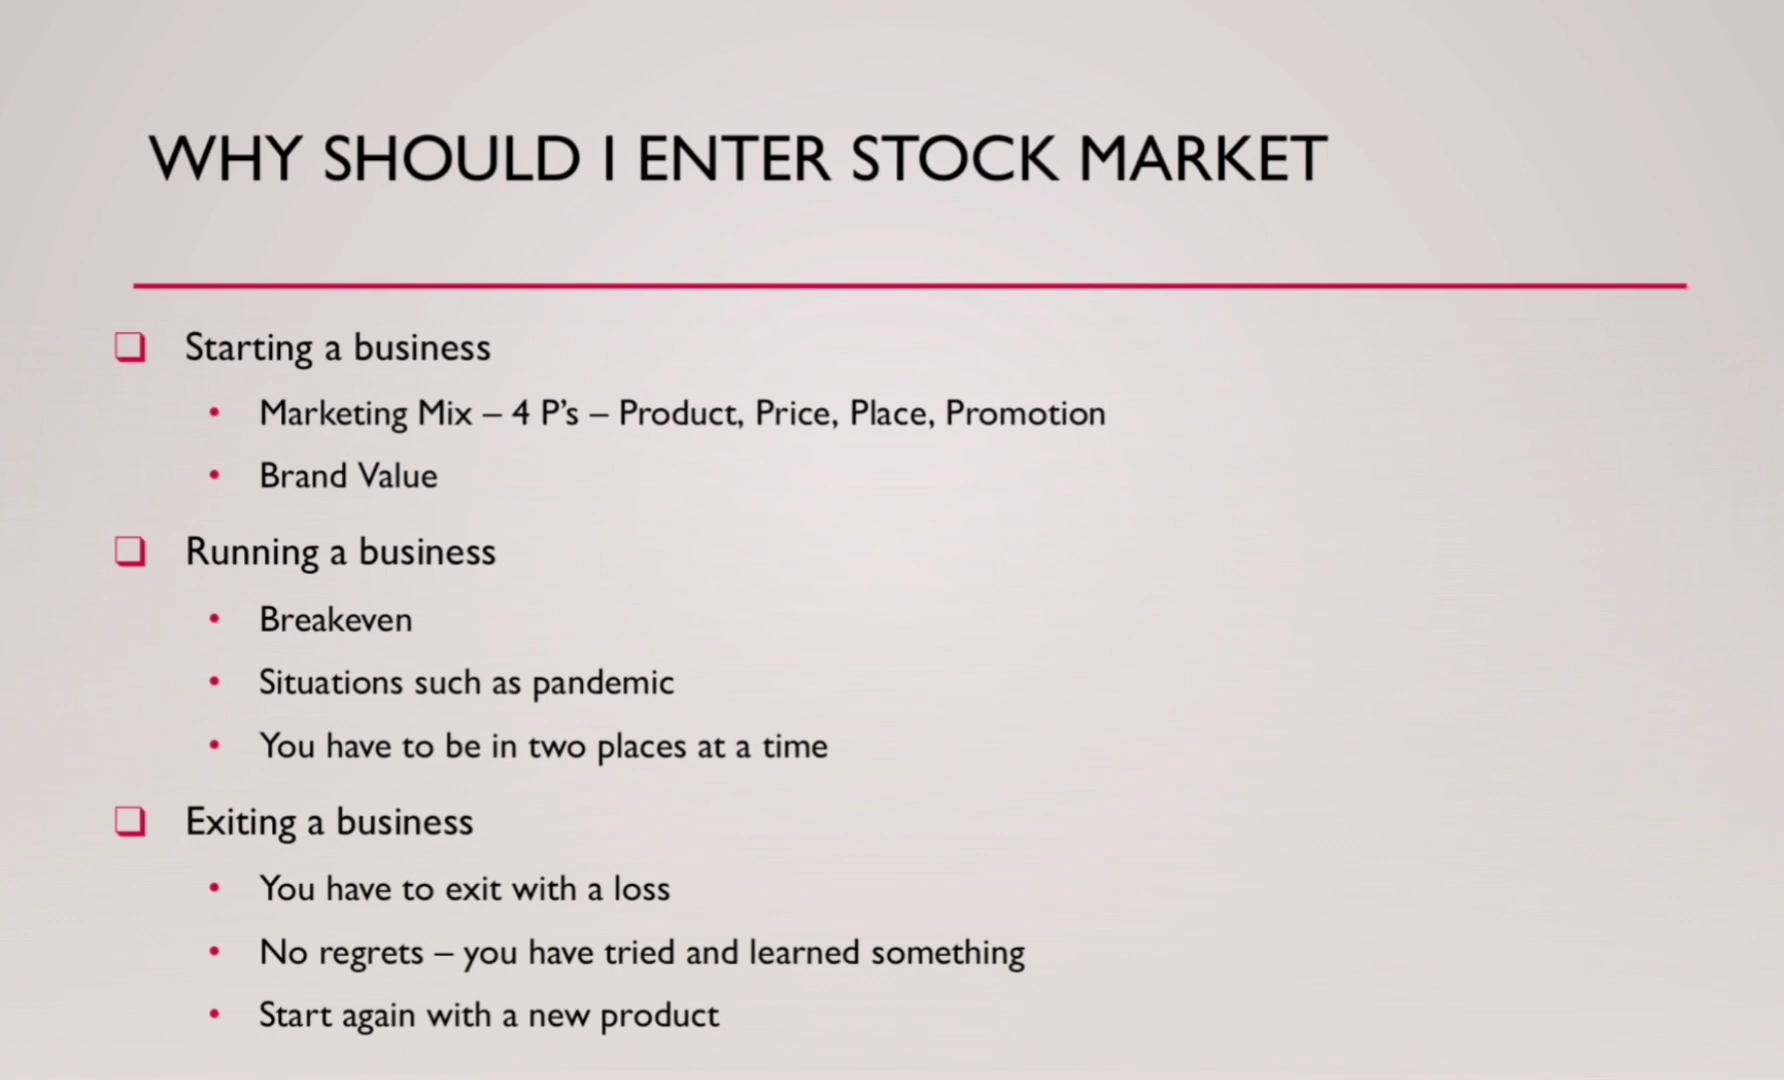 WHY SHOULD I ENTER STOCK MARKET
Starting a business
Marketing Mix – 4 P’s – Product, Price, Place, Promotion
Brand Value
Running a business
Breakeven
Situations such as pandemic
You have to be in two places at a time
Exiting a business
You have to exit with a loss
No regrets – you have tried and learned something
Start again with a new product